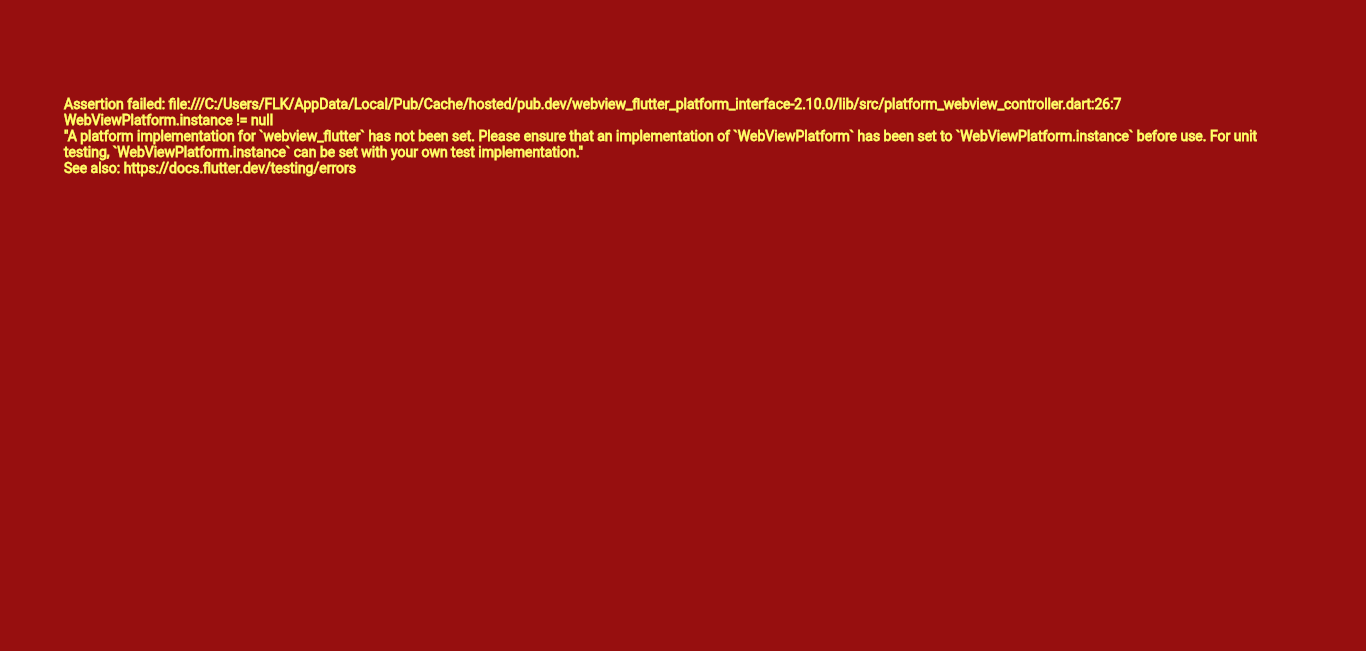 Assertion failed: file:///C:/Users/FLK/AppData/Local/Pub/Cache/hosted/pub.dev/webview_flutter_platform_interface-2.10.0/lib/src/platform_webview_controller.dart:26:7
WebViewPlatform.instance != null
"A platform implementation for `webview_flutter` has not been set. Please ensure that an implementation of `WebViewPlatform` has been set to `WebViewPlatform.instance` before use. For unit
testing, `WebViewPlatform.instance` can be set with your own test implementation."
See also: https://docs.flutter.dev/testing/errors